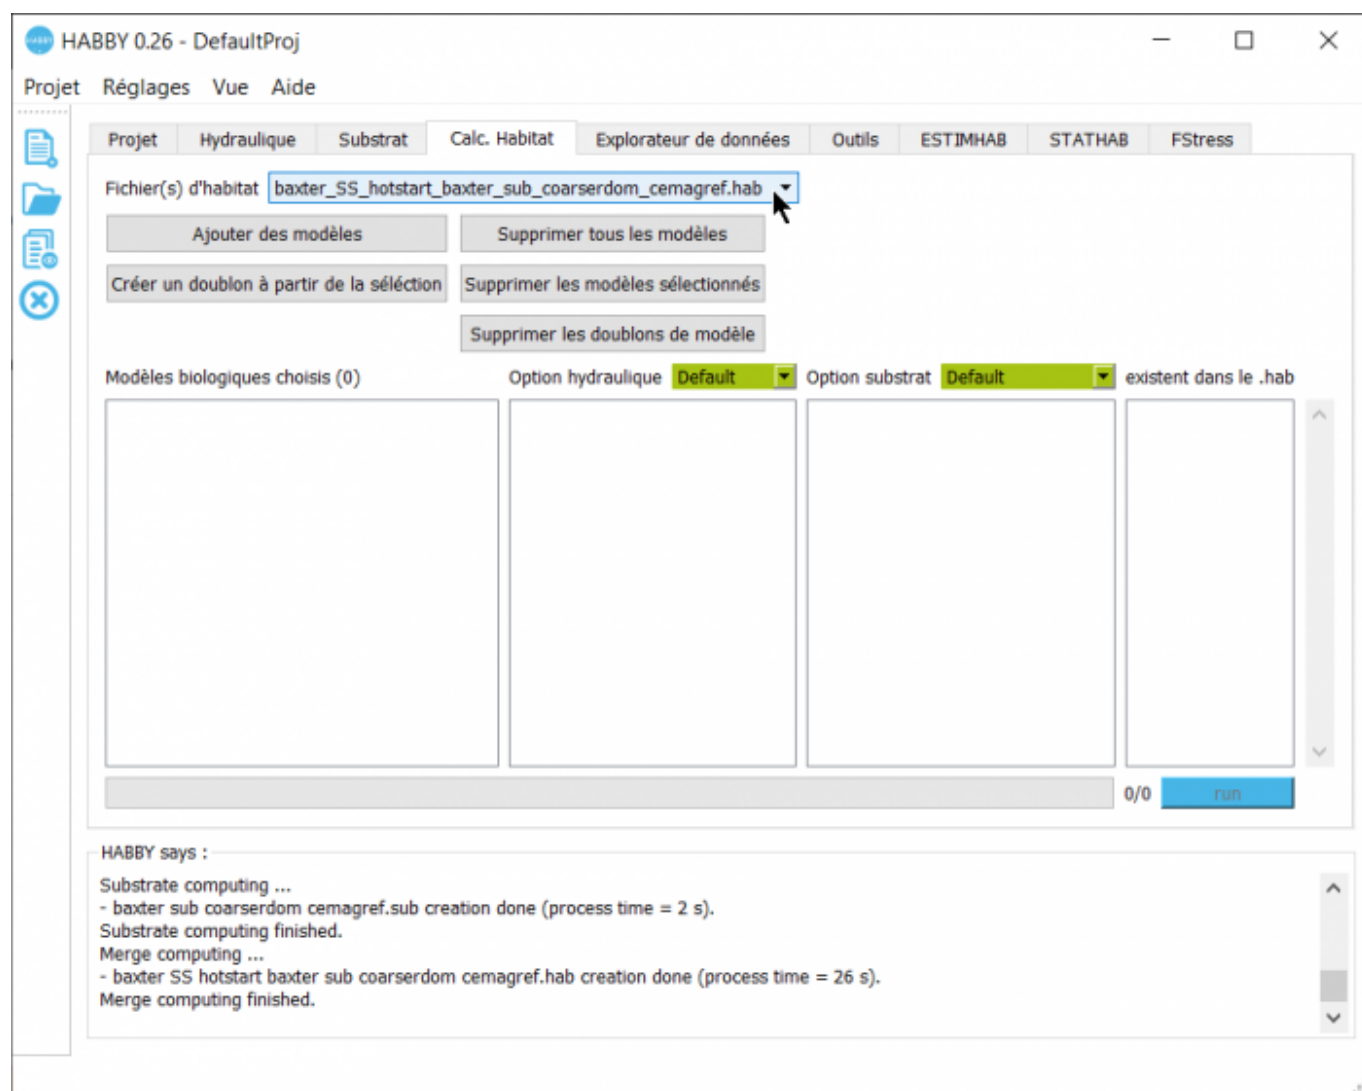 HABBY 0.26 - DefaultProj
Projet Réglages Vue Aide
Projet Hydraulique Substrat Calc. Habitat Explorateur de données Outils ESTIMHAB STATHAB FStress
Fichier(s) d'habitat baxter_SS_hotstart_baxter_sub_coarserdom_cemagref.hab
Ajouter des modèles Supprimer tous les modèles
Créer un doublon à partir de la séléction Supprimer les modèles sélectionnés
Supprimer les doublons de modèle
Modèles biologiques choisis (0) Option hydraulique Default Option substrat Default existent dans le .hab
0/0 run
HABBY says :
Substrate computing ...
- baxter sub coarserdom cemagref.sub creation done (process time = 2 s).
Substrate computing finished.
Merge computing ...
- baxter SS hotstart baxter sub coarserdom cemagref.hab creation done (process time = 26 s).
Merge computing finished.